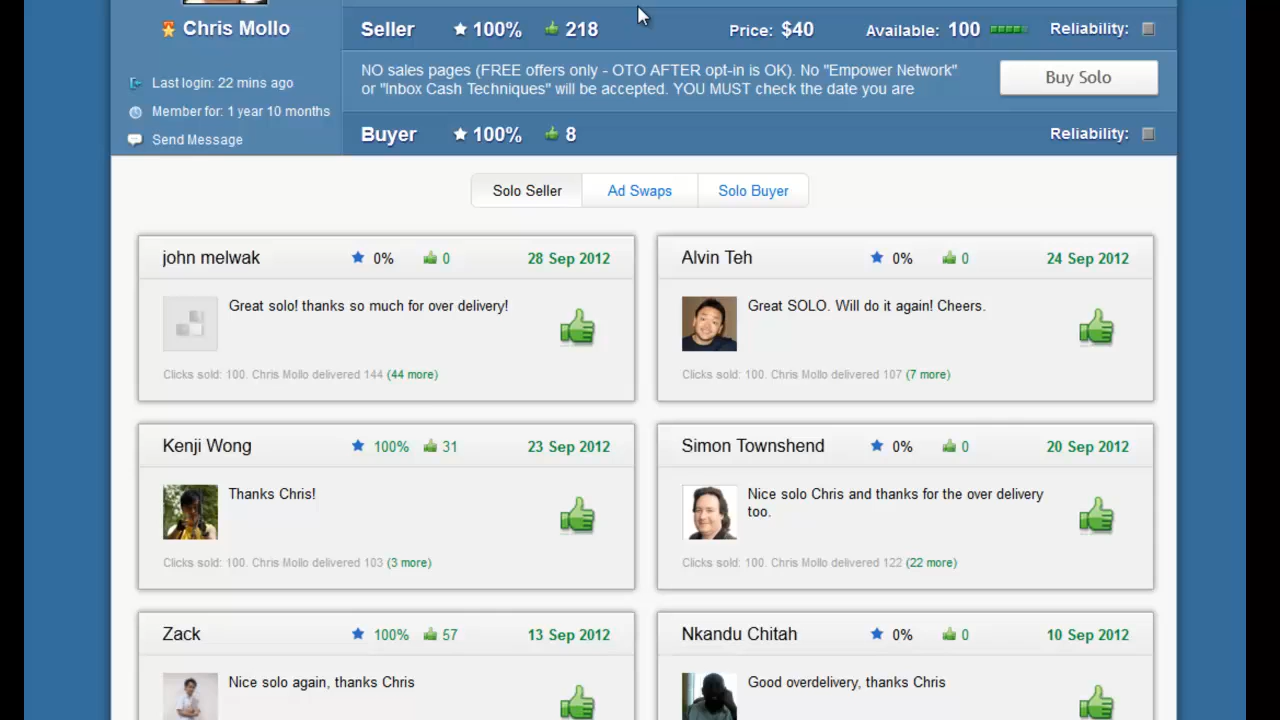 Chris Mollo
Last login: 22 mins ago
Member for: 1 year 10 months
Send Message
Seller 100% 218 Price: $40 Available: 100 Reliability:
NO sales pages (FREE offers only - OTO AFTER opt-in is OK). No "Empower Network"
or "Inbox Cash Techniques" will be accepted. YOU MUST check the date you are
Buy Solo
Buyer 100% 8 Reliability:
Solo Seller Ad Swaps Solo Buyer
john melwak 0% 0 28 Sep 2012
Great solo! thanks so much for over delivery!
Clicks sold: 100. Chris Mollo delivered 144 (44 more)
Alvin Teh 0% 0 24 Sep 2012
Great SOLO. Will do it again! Cheers.
Clicks sold: 100. Chris Mollo delivered 107 (7 more)
Kenji Wong 100% 31 23 Sep 2012
Thanks Chris!
Clicks sold: 100. Chris Mollo delivered 103 (3 more)
Simon Townshend 0% 0 20 Sep 2012
Nice solo Chris and thanks for the over delivery
too.
Clicks sold: 100. Chris Mollo delivered 122 (22 more)
Zack 100% 57 13 Sep 2012
Nice solo again, thanks Chris
Nkandu Chitah 0% 0 10 Sep 2012
Good overdelivery, thanks Chris